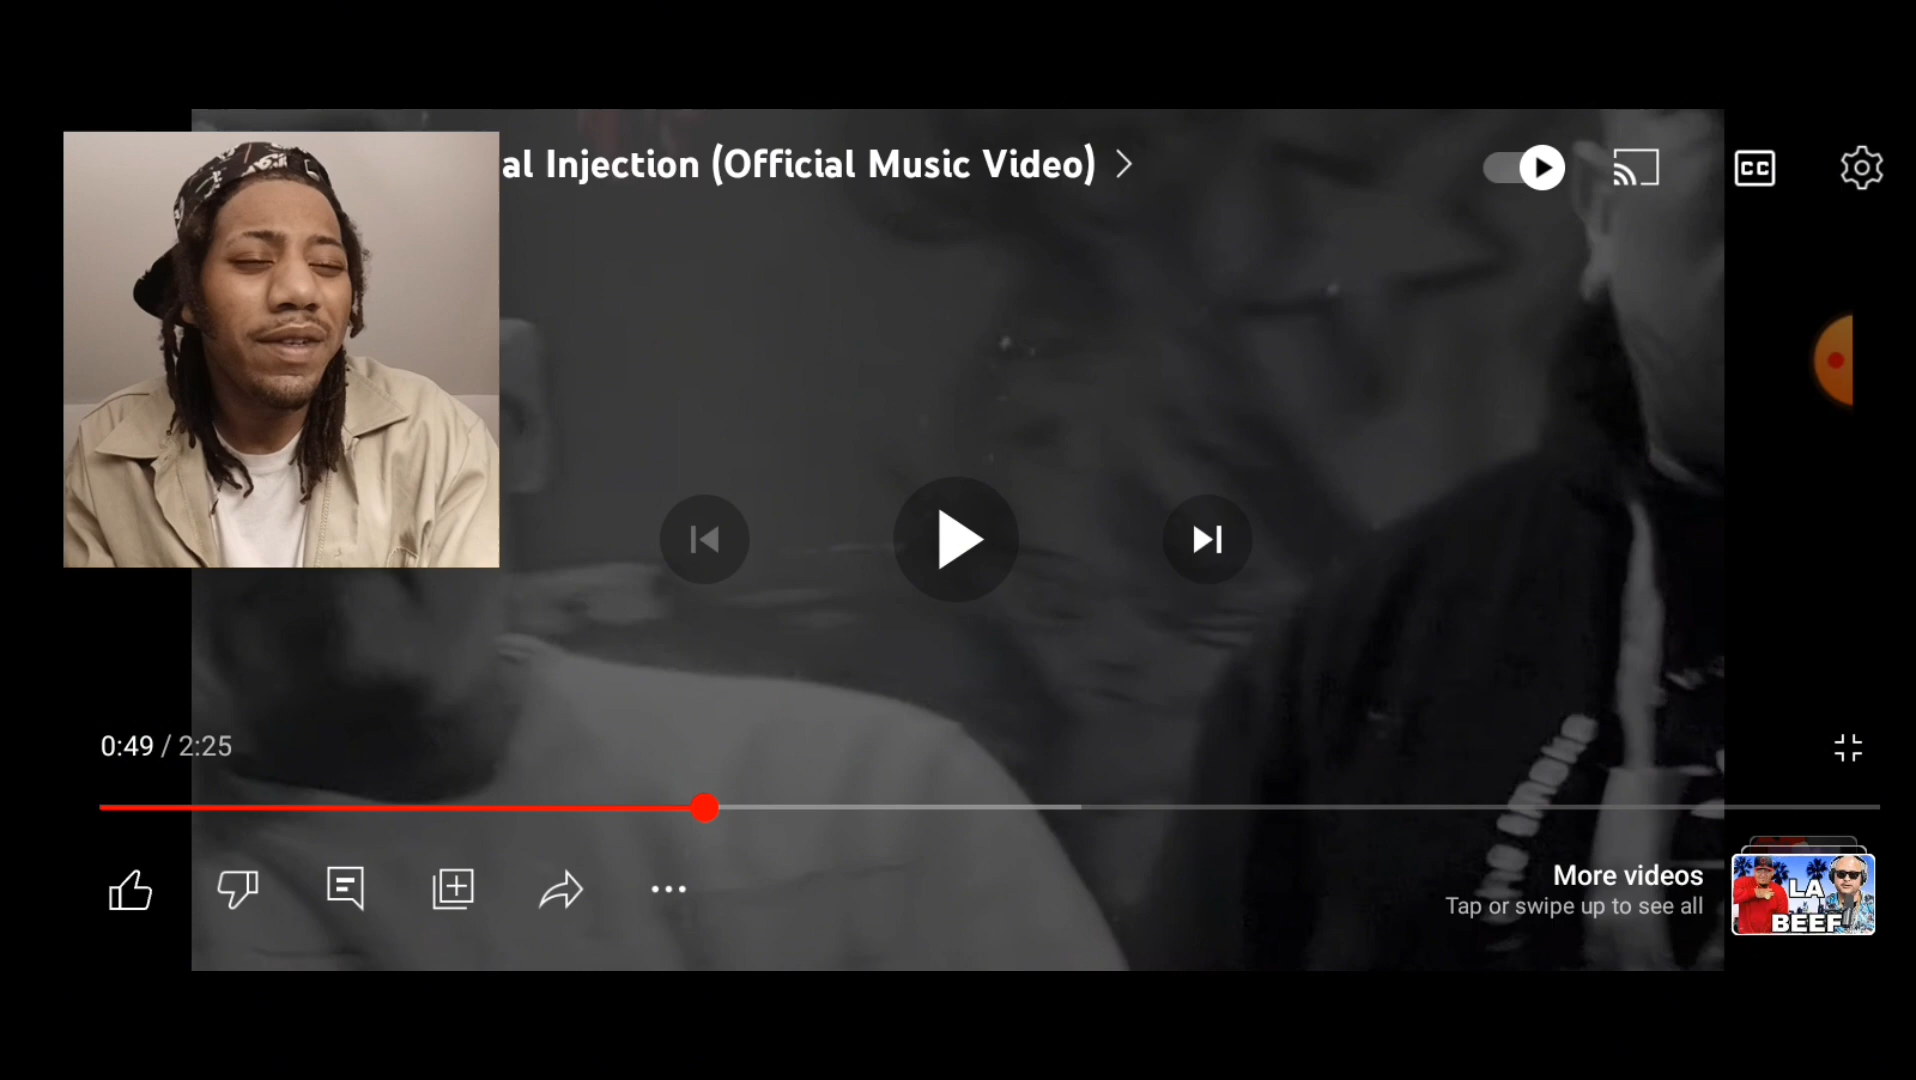 al Injection (Official Music Video)
CC
0:49 / 2:25
More videos
Tap or swipe up to see all
LA
BEEF